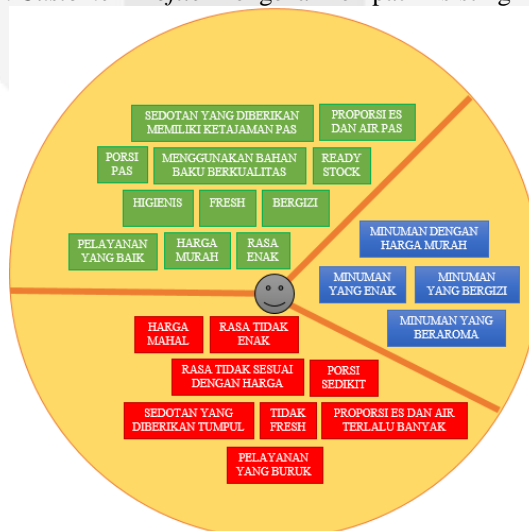 SEDOTAN YANG DIBERIKAN
MEMILIKI KETAJAMAN PAS
PROPORSI ES
DAN AIR PAS
PORSI
PAS
MENGGUNAKAN BAHAN
BAKU BERKUALITAS
READY
STOCK
HIGIENIS
FRESH
BERGIZI
PELAYANAN
YANG BAIK
HARGA
MURAH
RASA
ENAK
MINUMAN DENGAN
HARGA MURAH
MINUMAN
YANG ENAK
MINUMAN
YANG BERGIZI
MINUMAN YANG
BERAROMA
HARGA
MAHAL
RASA TIDAK
ENAK
RASA TIDAK SESUAI
DENGAN HARGA
PORSI
SEDIKIT
SEDOTAN YANG
DIBERIKAN TUMPUL
TIDAK
FRESH
PROPORSI ES DAN AIR
TERLALU BANYAK
PELAYANAN
YANG BURUK